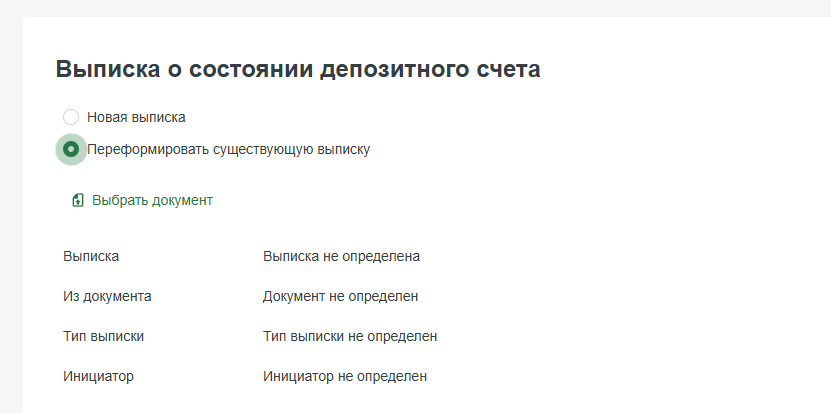 Выписка о состоянии депозитного счета
Новая выписка
Переформировать существующую выписку
Выбрать документ
Выписка Выписка не определена
Из документа Документ не определен
Тип выписки Тип выписки не определен
Инициатор Инициатор не определен